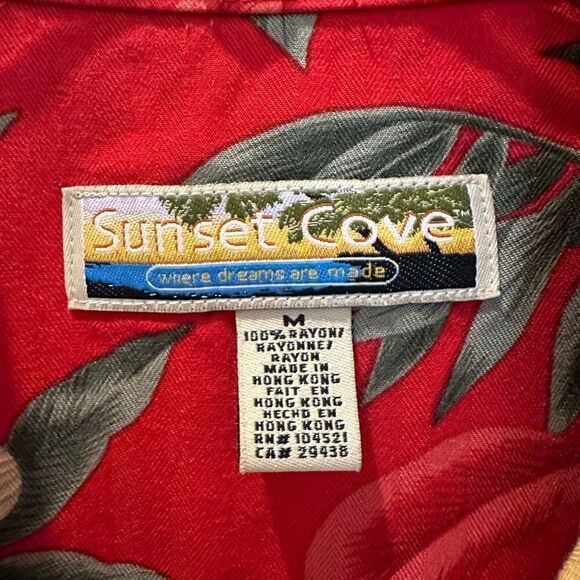 Sunset Cove
where dreams are made
M
100% RAYON/
RAYONNE/
RAYON
MADE IN
HONG KONG
FAIT EN
HONG KONG
HECHO EN
HONG KONG
RN# 104521
CA# 29438